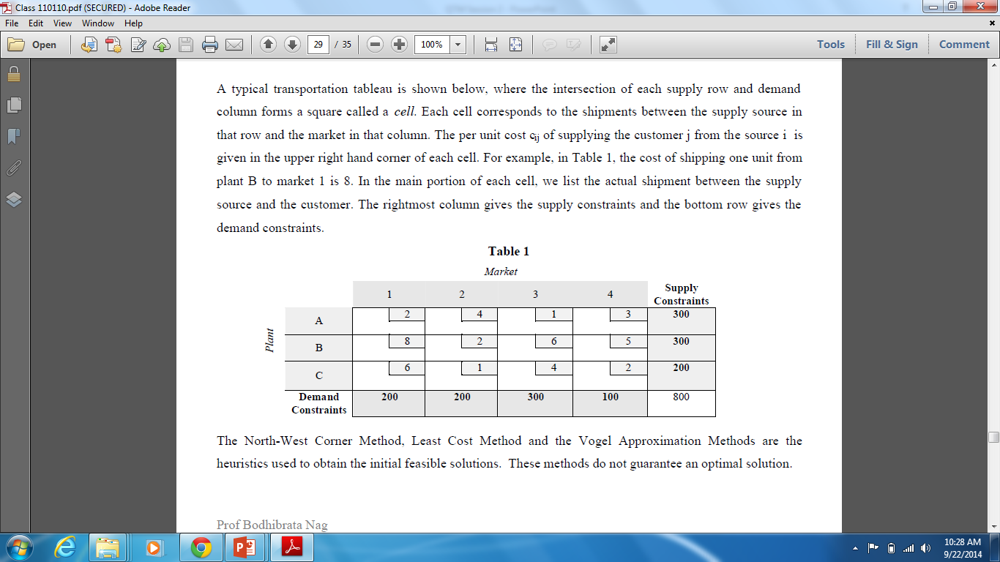 Class 110110.pdf (SECURED) - Adobe Reader
File Edit View Window Help
Open 29 / 35 100% Tools Fill & Sign Comment
A typical transportation tableau is shown below, where the intersection of each supply row and demand
column forms a square called a cell. Each cell corresponds to the shipments between the supply source in
that row and the market in that column. The per unit cost cij of supplying the customer j from the source i is
given in the upper right hand corner of each cell. For example, in Table 1, the cost of shipping one unit from
plant B to market 1 is 8. In the main portion of each cell, we list the actual shipment between the supply
source and the customer. The rightmost column gives the supply constraints and the bottom row gives the
demand constraints.
Table 1
Market
1 2 3 4 Supply Constraints
Plant
A 2 4 1 3 300
B 8 2 6 5 300
C 6 1 4 2 200
Demand Constraints 200 200 300 100 800
The North-West Corner Method, Least Cost Method and the Vogel Approximation Methods are the
heuristics used to obtain the initial feasible solutions. These methods do not guarantee an optimal solution.
Prof Bodhibrata Nag
10:28 AM
9/22/2014